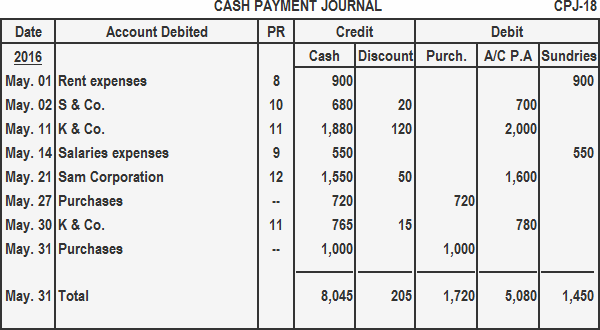 CASH PAYMENT JOURNAL CPJ-18
Date Account Debited PR Credit Debit
2016 Cash Discount Purch. A/C P.A Sundries
May. 01 Rent expenses 8 900 900
May. 02 S & Co. 10 680 20 700
May. 11 K & Co. 11 1,880 120 2,000
May. 14 Salaries expenses 9 550 550
May. 21 Sam Corporation 12 1,550 50 1,600
May. 27 Purchases -- 720 720
May. 30 K & Co. 11 765 15 780
May. 31 Purchases -- 1,000 1,000
May. 31 Total 8,045 205 1,720 5,080 1,450